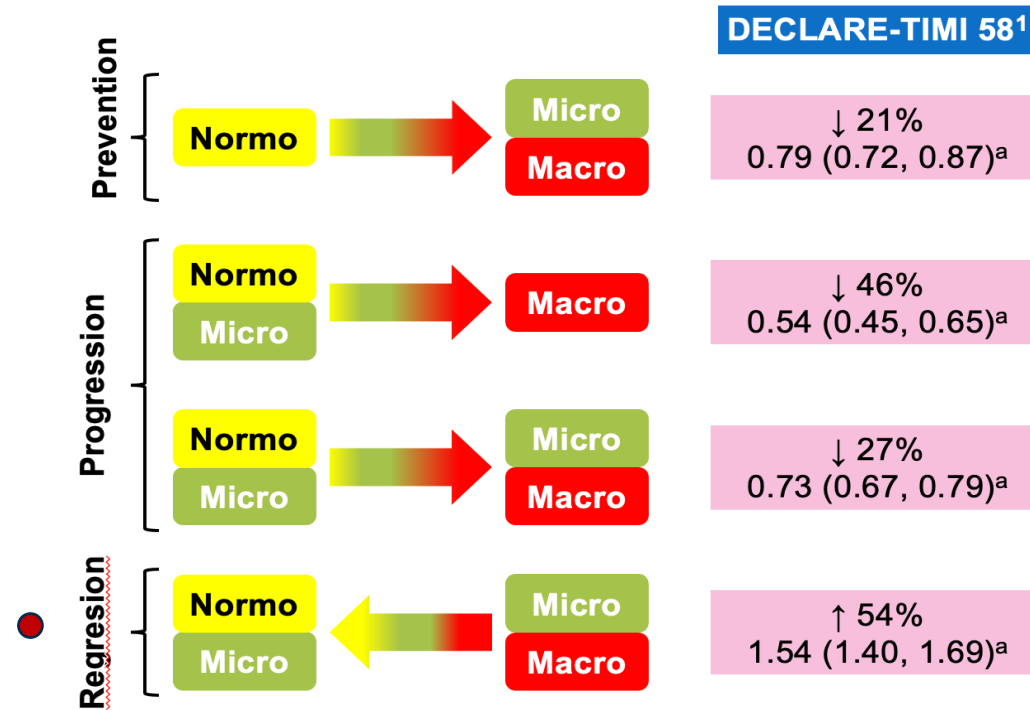 DECLARE-TIMI 58¹
Prevention
Normo
Micro
Macro
↓ 21%
0.79 (0.72, 0.87)ᵃ
Progression
Normo
Micro
Macro
↓ 46%
0.54 (0.45, 0.65)ᵃ
Normo
Micro
Micro
Macro
↓ 27%
0.73 (0.67, 0.79)ᵃ
Regresion
Normo
Micro
Micro
Macro
↑ 54%
1.54 (1.40, 1.69)ᵃ